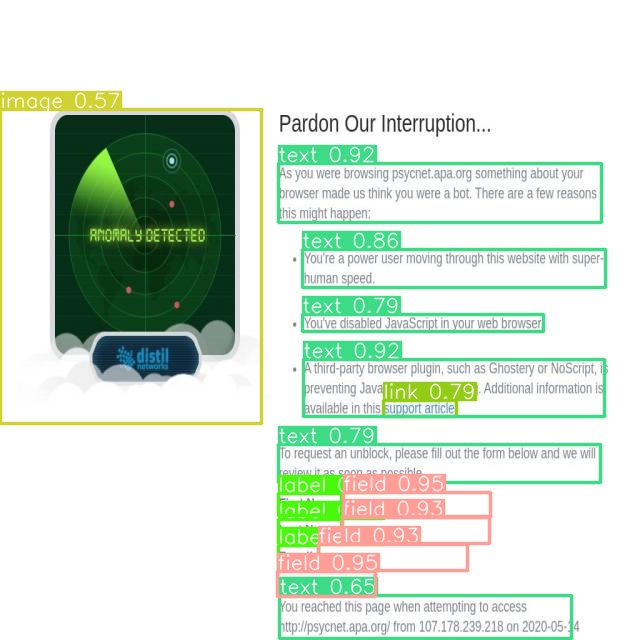 image 0.57
ANOMALY DETECTED
distil
networks
Pardon Our Interruption...
text 0.92
As you were browsing psycnet.apa.org something about your
browser made us think you were a bot. There are a few reasons
this might happen:
text 0.86
• You're a power user moving through this website with super-
human speed.
text 0.79
• You've disabled JavaScript in your web browser.
text 0.92
• A third-party browser plugin, such as Ghostery or NoScript, is
preventing Java . Additional information is
link 0.79
available in this support article.
text 0.79
To request an unblock, please fill out the form below and we will
review it as soon as possible.
label field 0.95
label field 0.93
label field 0.93
field 0.95
text 0.65
You reached this page when attempting to access
http://psycnet.apa.org/ from 107.178.239.218 on 2020-05-14